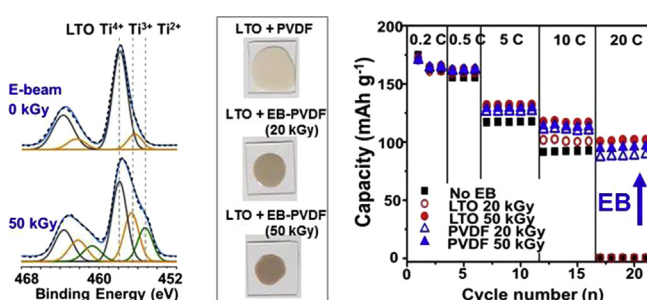 LTO Ti4+ Ti3+ Ti2+
E-beam
0 kGy
50 kGy
468 460 452
Binding Energy (eV)
LTO + PVDF
LTO + EB-PVDF
(20 kGy)
LTO + EB-PVDF
(50 kGy)
Capacity (mAh g-1)
200
150
100
50
0
0.2 C 0.5 C 5 C 10 C 20 C
No EB
LTO 20 kGy
LTO 50 kGy
PVDF 20 kGy
PVDF 50 kGy
EB
0 5 10 15 20
Cycle number (n)